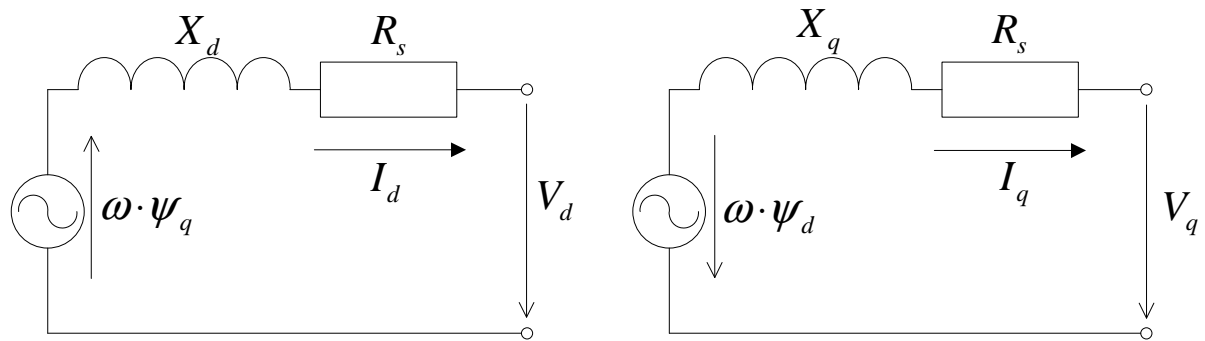 X_d R_s X_q R_s
I_d I_q
ω·ψ_q V_d ω·ψ_d V_q